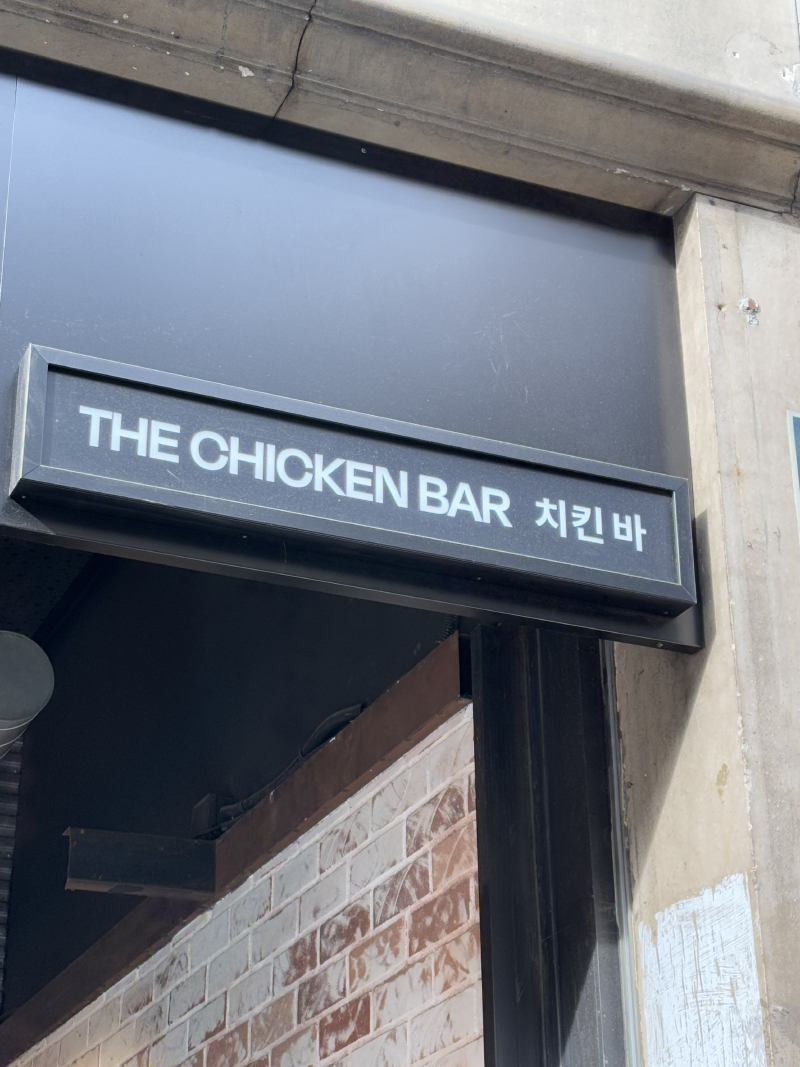 THE CHICKEN BAR 치킨 바